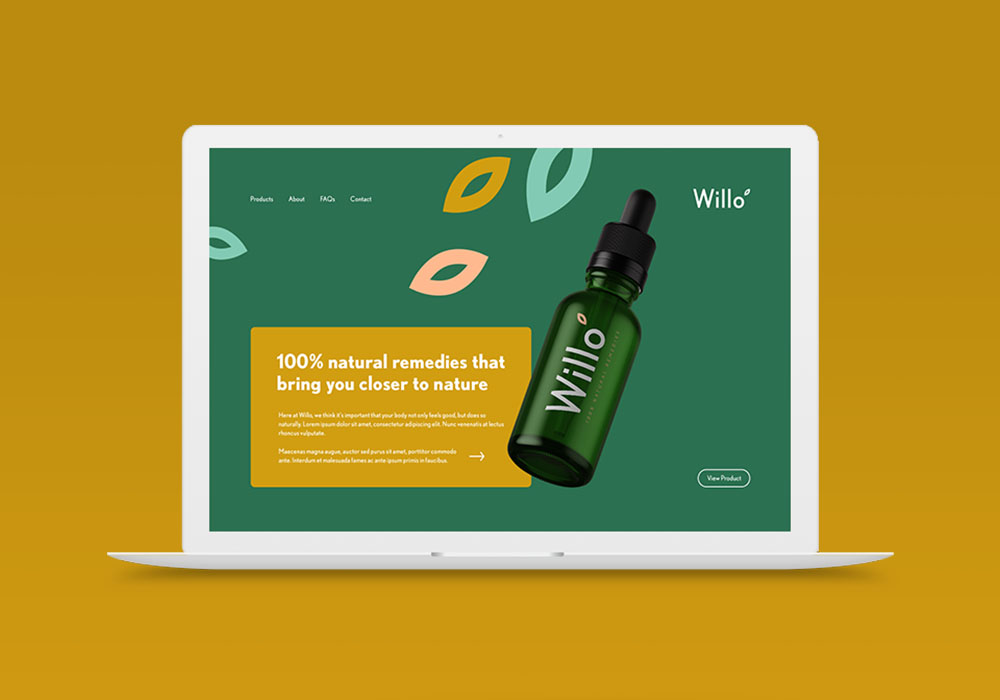 Products About FAQs Contact
Willo
100% natural remedies that
bring you closer to nature
Here at Willo, we think it's important that your body not only feels good, but does so
naturally. Lorem ipsum dolor sit amet, consectetur adipiscing elit. Nunc venenatis at lectus
rhoncus vulputate.
Maecenas magna augue, auctor sed purus sit amet, porttitor commodo
ante. Interdum et malesuada fames ac ante ipsum primis in faucibus.
Willo
100% NATURAL REMEDIES
View Product